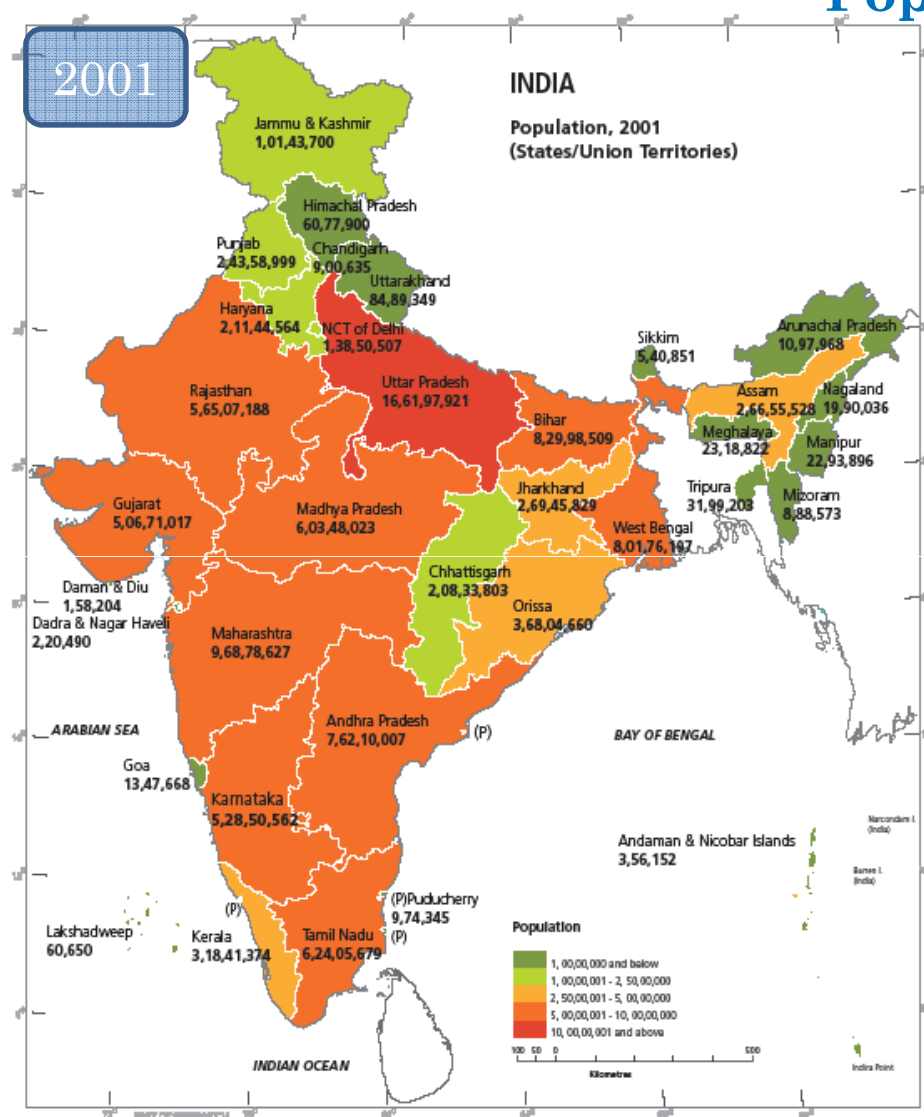 Pop
2001
INDIA
Population, 2001
(States/Union Territories)
Jammu & Kashmir
1,01,43,700
Himachal Pradesh
60,77,900
Punjab
2,43,58,999
Chandigarh
9,00,635
Uttarakhand
84,89,349
Haryana
2,11,44,564
NCT of Delhi
1,38,50,507
Sikkim
5,40,851
Arunachal Pradesh
10,97,968
Rajasthan
5,65,07,188
Uttar Pradesh
16,61,97,921
Assam
2,66,55,528
Nagaland
19,90,036
Bihar
8,29,98,509
Meghalaya
23,18,822
Manipur
22,93,896
Gujarat
5,06,71,017
Madhya Pradesh
6,03,48,023
Jharkhand
2,69,45,829
Tripura
31,99,203
Mizoram
8,88,573
West Bengal
8,01,76,197
Chhattisgarh
2,08,33,803
Daman & Diu
1,58,204
Dadra & Nagar Haveli
2,20,490
Orissa
3,68,04,660
Maharashtra
9,68,78,627
Andhra Pradesh
7,62,10,007
(P)
ARABIAN SEA
BAY OF BENGAL
Goa
13,47,668
Karnataka
5,28,50,562
Narcondam I.
(India)
Andaman & Nicobar Islands
3,56,152
Barren I.
(India)
(P)Puducherry
9,74,345
(P)
(P)
Lakshadweep
60,650
Kerala
3,18,41,374
Tamil Nadu
6,24,05,679
Population
1, 00,00,000 and below
1, 00,00,001 - 2, 50,00,000
2, 50,00,001 - 5, 00,00,000
5, 00,00,001 - 10, 00,00,000
10, 00,00,001 and above
100 50 0 500
Kilometres
INDIAN OCEAN
Indira Point